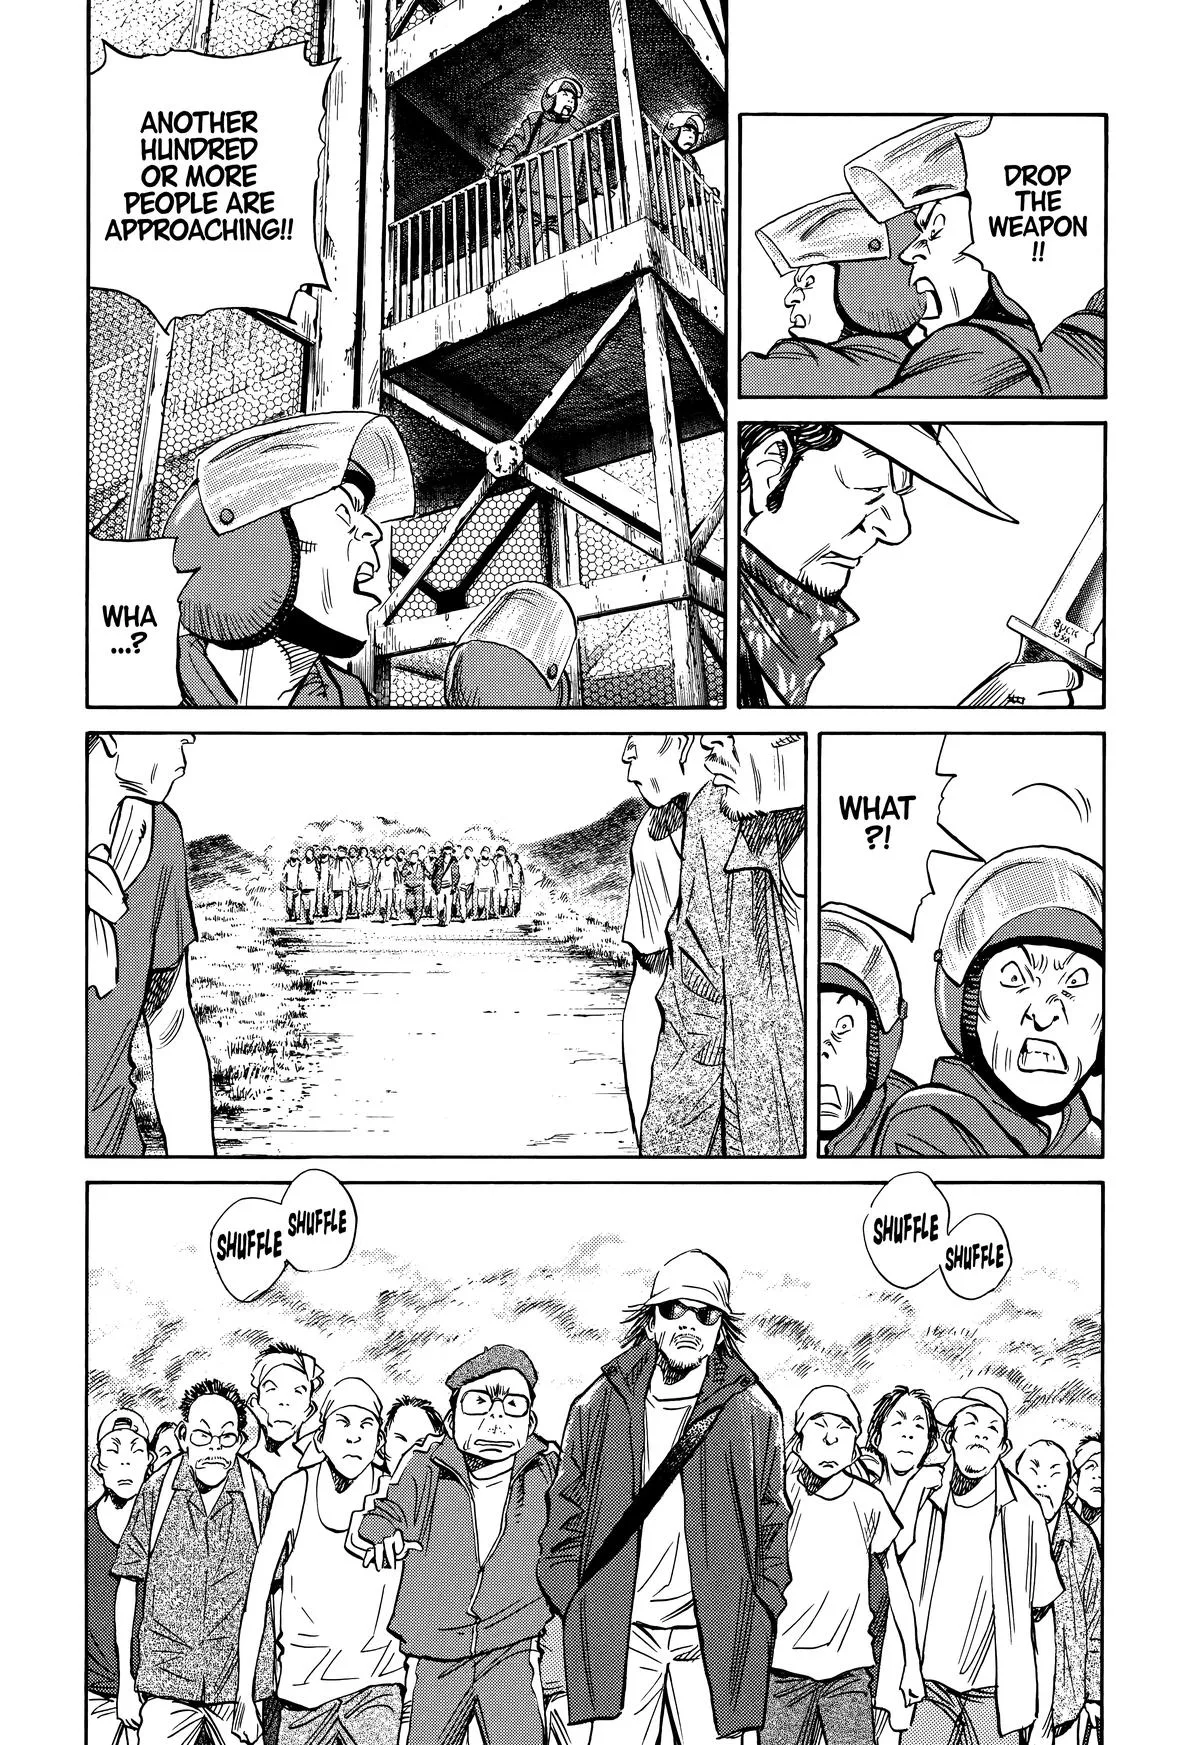 DROP
THE
WEAPON
!!
BUCK
USA
ANOTHER
HUNDRED
OR MORE
PEOPLE ARE
APPROACHING!!
WHA
...?
WHAT
?!
SHUFFLE
SHUFFLE
SHUFFLE
SHUFFLE